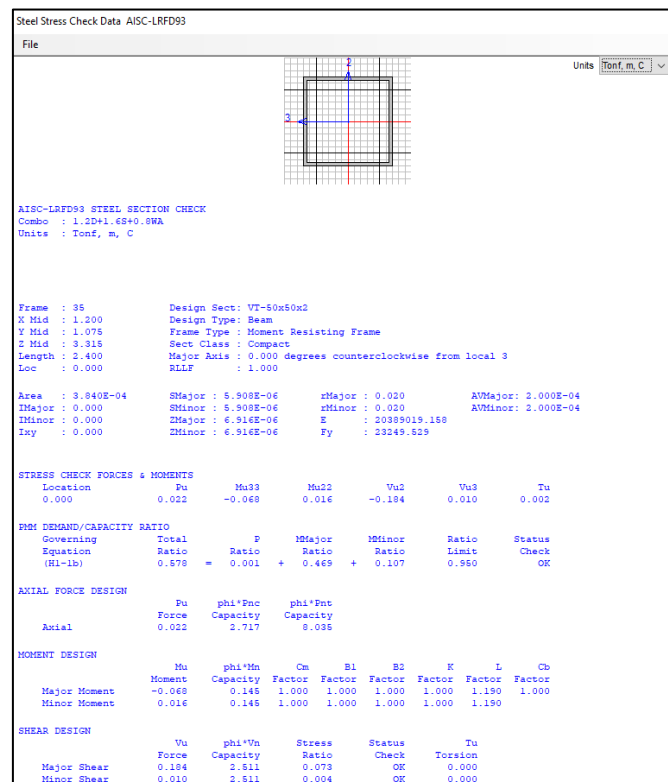 Steel Stress Check Data AISC-LRFD93
File
Units Tonf, m, C
2
3
AISC-LRFD93 STEEL SECTION CHECK
Combo : 1.2D+1.6S+0.8WA
Units : Tonf, m, C
Frame : 35 Design Sect: VT-50x50x2
X Mid : 1.200 Design Type: Beam
Y Mid : 1.075 Frame Type : Moment Resisting Frame
Z Mid : 3.315 Sect Class : Compact
Length : 2.400 Major Axis : 0.000 degrees counterclockwise from local 3
Loc : 0.000 RLLF : 1.000
Area : 3.840E-04 SMajor : 5.908E-06 rMajor : 0.020 AVMajor: 2.000E-04
IMajor : 0.000 SMinor : 5.908E-06 rMinor : 0.020 AVMinor: 2.000E-04
IMinor : 0.000 ZMajor : 6.916E-06 E : 20389019.158
Ixy : 0.000 ZMinor : 6.916E-06 Fy : 23249.529
STRESS CHECK FORCES & MOMENTS
Location Pu Mu33 Mu22 Vu2 Vu3 Tu
0.000 0.022 -0.068 0.016 -0.184 0.010 0.002
PMM DEMAND/CAPACITY RATIO
Governing Total P MMajor MMinor Ratio Status
Equation Ratio Ratio Ratio Ratio Limit Check
(H1-1b) 0.578 = 0.001 + 0.469 + 0.107 0.950 OK
AXIAL FORCE DESIGN
Pu phi*Pnc phi*Pnt
Force Capacity Capacity
Axial 0.022 2.717 8.035
MOMENT DESIGN
Mu phi*Mn Cm B1 B2 K L Cb
Moment Capacity Factor Factor Factor Factor Factor Factor
Major Moment -0.068 0.145 1.000 1.000 1.000 1.000 1.190 1.000
Minor Moment 0.016 0.145 1.000 1.000 1.000 1.000 1.190
SHEAR DESIGN
Vu phi*Vn Stress Status Tu
Force Capacity Ratio Check Torsion
Major Shear 0.184 2.511 0.073 OK 0.000
Minor Shear 0.010 2.511 0.004 OK 0.000